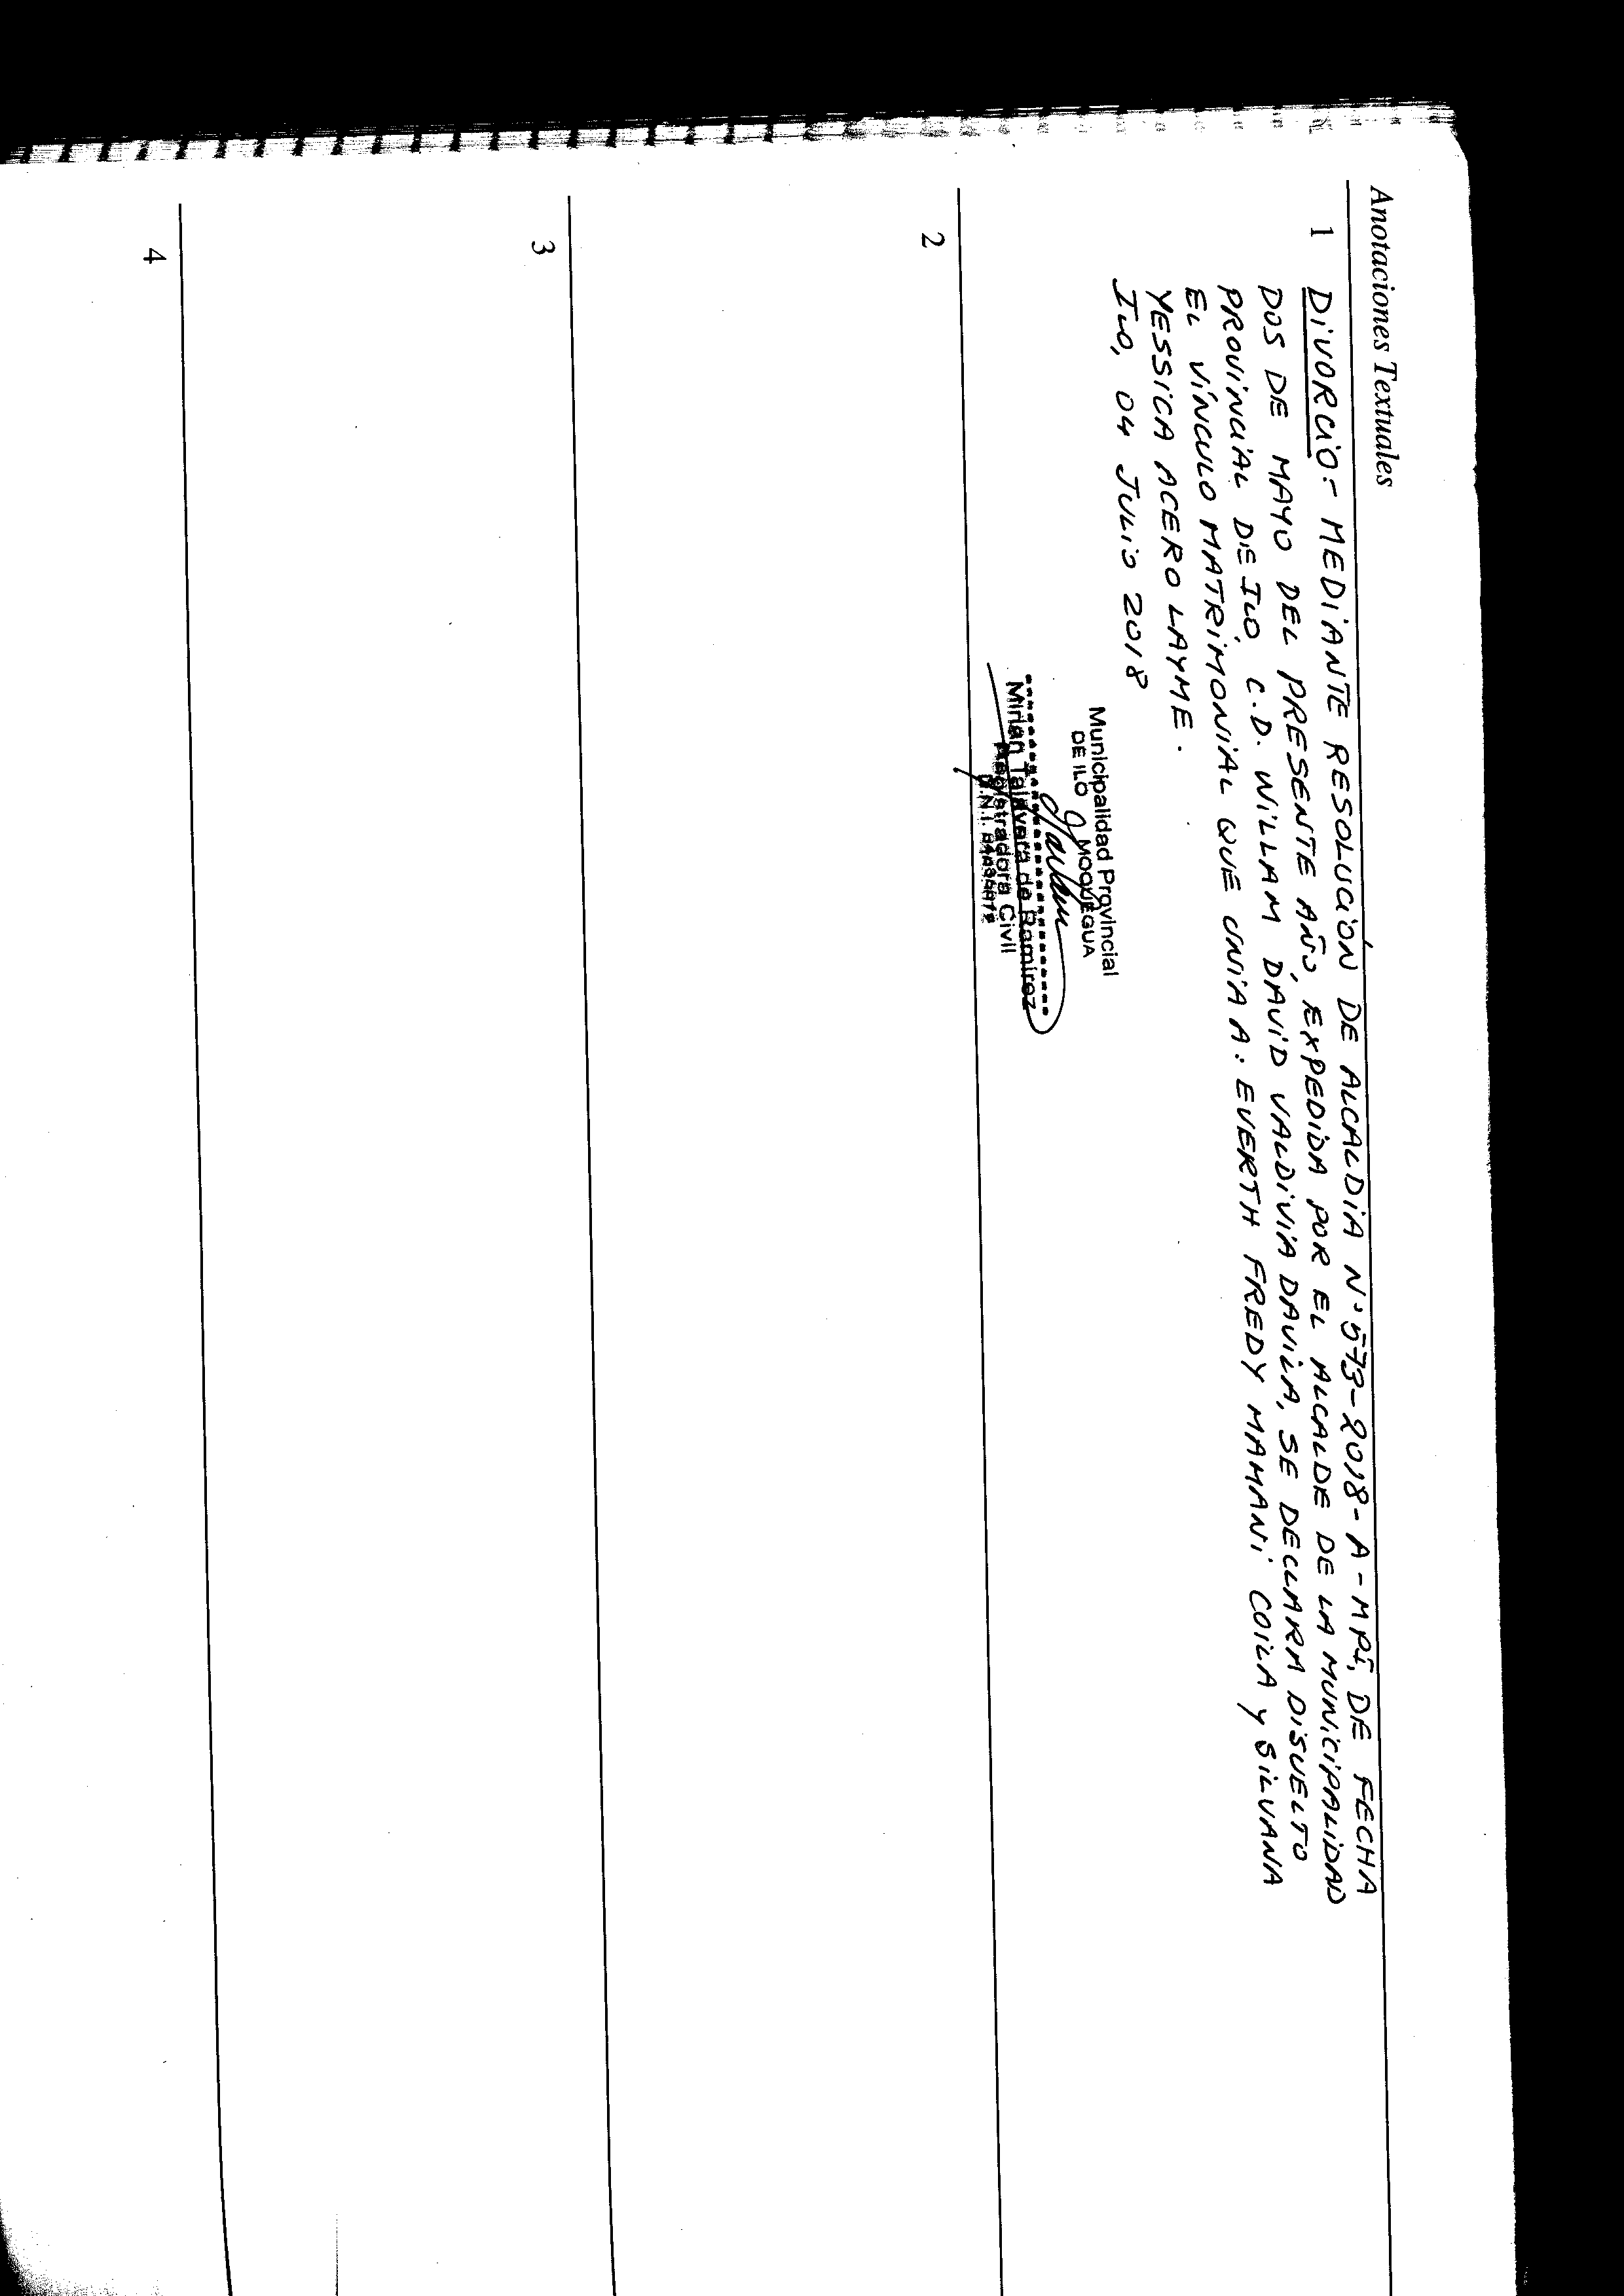 Anotaciones Textuales
1 DIVORCIO:- MEDIANTE RESOLUCIÓN DE ALCALDIA N.573-2018-A-MPI, DE FECHA
DOS DE MAYO DEL PRESENTE AÑO, EXPEDIDA POR EL ALCALDE DE LA MUNICIPALIDAD
PROVINCIAL DE ILO, C.D. WILLAM DAVID VALDIVIA DAVILA, SE DECLARA DISUELTO
EL VÍNCULO MATRIMONIAL QUE UNIA A: EVERTH FREDY MAMANI COILA y SILVANA
YESSICA ACERO LAYME.
ILO, 04 JULIO 2018
Municipalidad Provincial
DE ILO MOQUEGUA
Mirian Talavera de Ramirez
Registradora Civil
D.N.I.
2
3
4